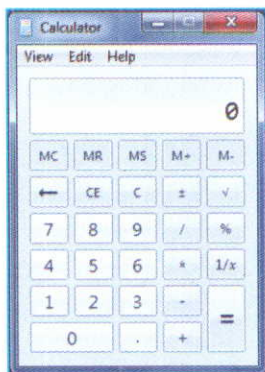 Calculator
View Edit Help
0
MC MR MS M+ M-
← CE C ± √
7 8 9 / %
4 5 6 * 1/x
1 2 3 - =
0 . +